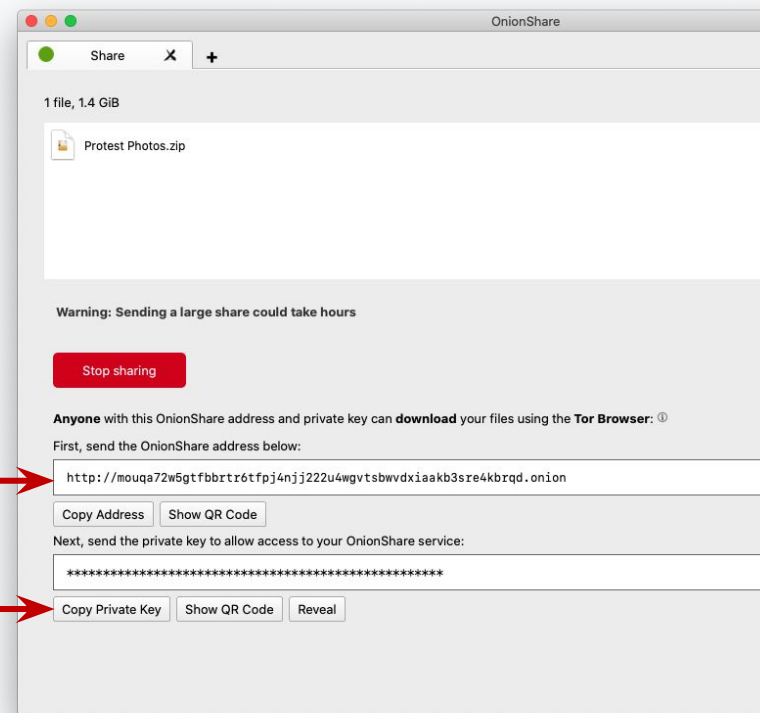 OnionShare
Share
1 file, 1.4 GiB
Protest Photos.zip
Warning: Sending a large share could take hours
Stop sharing
Anyone with this OnionShare address and private key can download your files using the Tor Browser:
First, send the OnionShare address below:
http://mouqa72w5gtfbbrtr6tfpj4njj222u4wgvtsbwvdxiaakb3sre4kbrqd.onion
Copy Address Show QR Code
Next, send the private key to allow access to your OnionShare service:
****************************************************
Copy Private Key Show QR Code Reveal